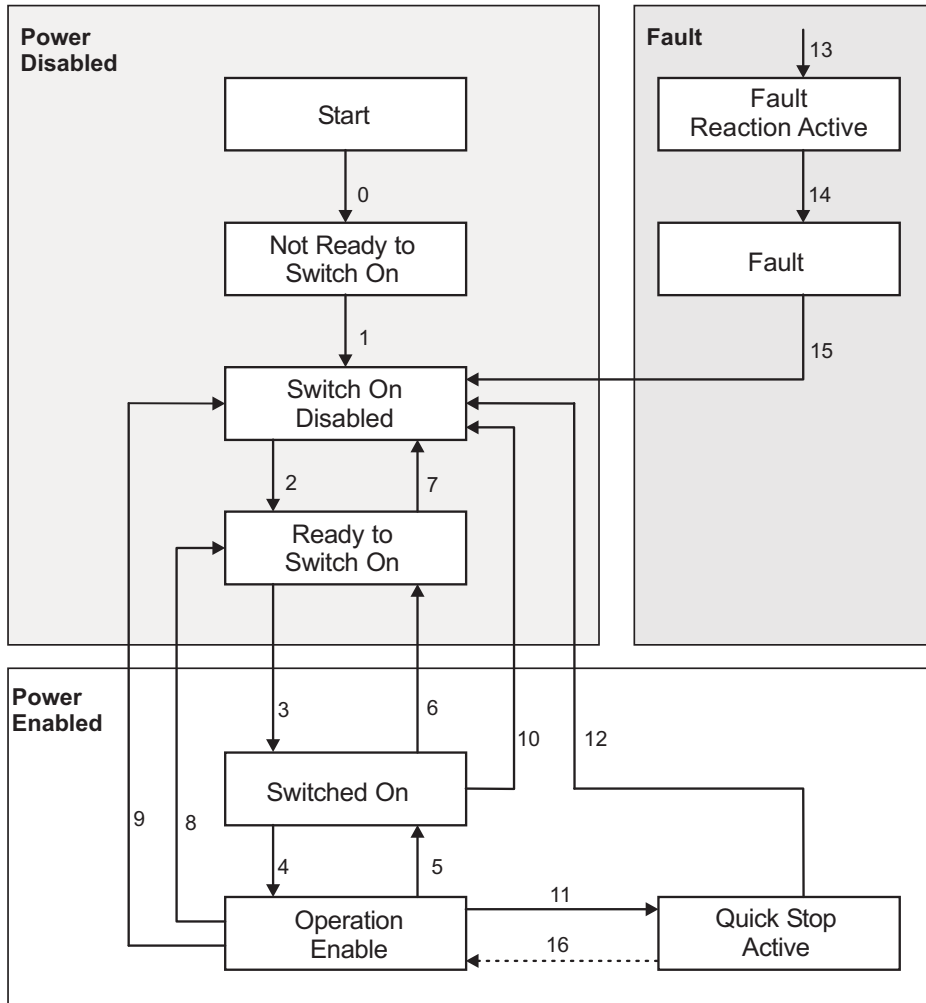 Power
Disabled
Start
0
Not Ready to
Switch On
1
Switch On
Disabled
2
7
Ready to
Switch On
Fault
13
Fault
Reaction Active
14
Fault
15
Power
Enabled
3
6
10
12
Switched On
9
8
4
5
Operation
Enable
11
16
Quick Stop
Active